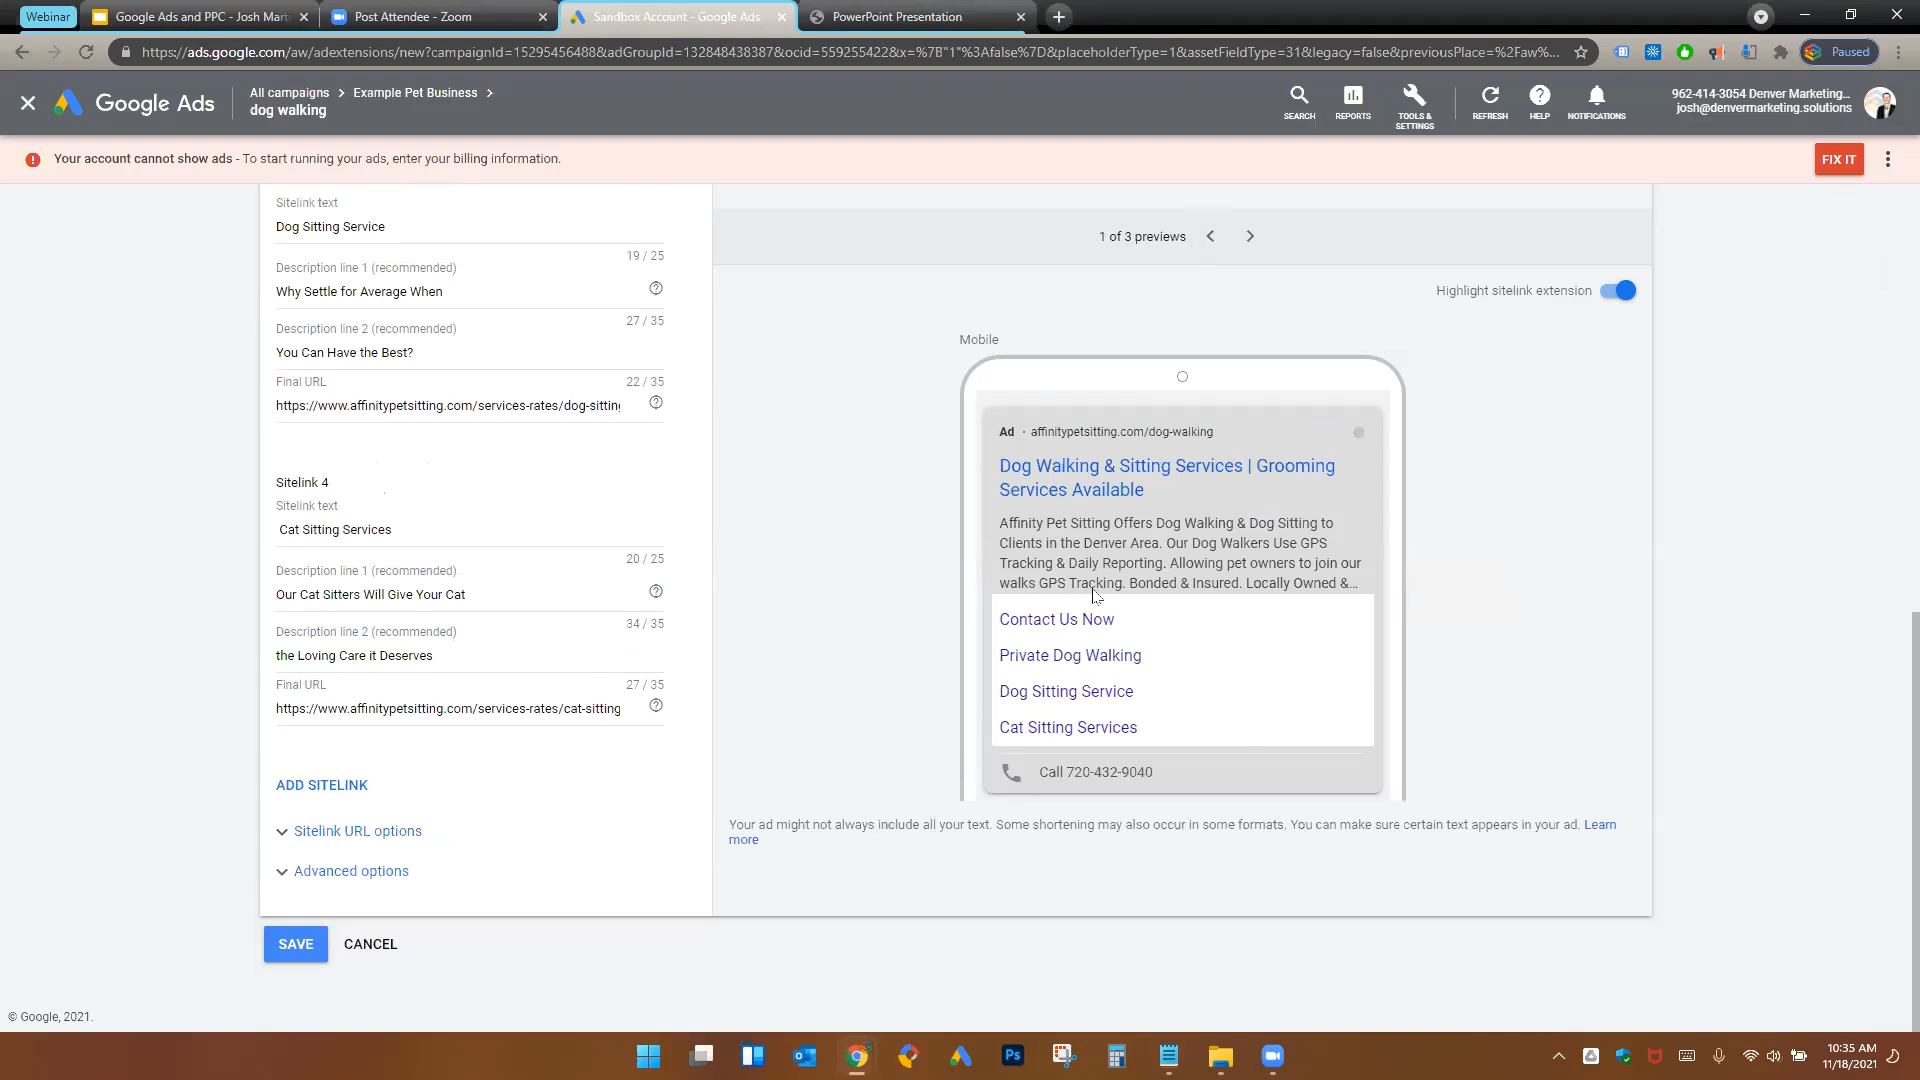 Webinar
Google Ads and PPC - Josh Mart
Post Attendee - Zoom
Sandbox Account - Google Ads
PowerPoint Presentation
https://ads.google.com/aw/adextensions/new?campaignId=15295456488&adGroupId=132848438387&ocid=559255422&x=%7B"1"%3Afalse%7D&placeholderType=1&assetFieldType=31&legacy=false&previousPlace=%2Faw%...
Paused
Google Ads
All campaigns > Example Pet Business >
dog walking
SEARCH
REPORTS
TOOLS & SETTINGS
REFRESH
HELP
NOTIFICATIONS
962-414-3054 Denver Marketing...
josh@denvermarketing.solutions
Your account cannot show ads - To start running your ads, enter your billing information.
FIX IT
Sitelink text
Dog Sitting Service
19 / 25
Description line 1 (recommended)
Why Settle for Average When
27 / 35
Description line 2 (recommended)
You Can Have the Best?
Final URL
22 / 35
https://www.affinitypetsitting.com/services-rates/dog-sitting
Sitelink 4
Sitelink text
Cat Sitting Services
20 / 25
Description line 1 (recommended)
Our Cat Sitters Will Give Your Cat
34 / 35
Description line 2 (recommended)
the Loving Care it Deserves
Final URL
27 / 35
https://www.affinitypetsitting.com/services-rates/cat-sitting
ADD SITELINK
Sitelink URL options
Advanced options
1 of 3 previews
Highlight sitelink extension
Mobile
Ad · affinitypetsitting.com/dog-walking
Dog Walking & Sitting Services | Grooming
Services Available
Affinity Pet Sitting Offers Dog Walking & Dog Sitting to
Clients in the Denver Area. Our Dog Walkers Use GPS
Tracking & Daily Reporting. Allowing pet owners to join our
walks GPS Tracking. Bonded & Insured. Locally Owned &...
Contact Us Now
Private Dog Walking
Dog Sitting Service
Cat Sitting Services
Call 720-432-9040
Your ad might not always include all your text. Some shortening may also occur in some formats. You can make sure certain text appears in your ad. Learn
more
SAVE
CANCEL
© Google, 2021.
Ps
10:35 AM
11/18/2021